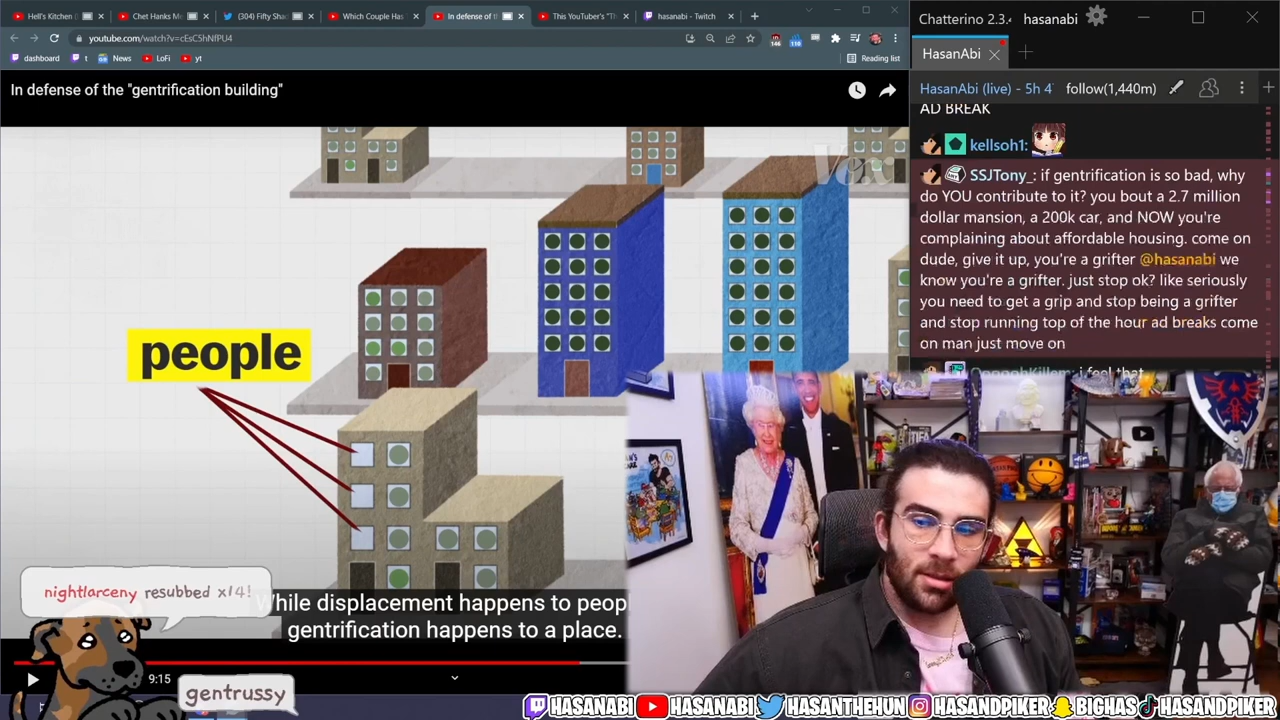 Hell's Kitchen
Chet Hanks M
(304) Fifty Sha
Which Couple Has
In defense of t
This YouTuber's "Th
hasanabi - Twitch
youtube.com/watch?v=cEsC5hNfPU4
dashboard
t
News
LoFi
yt
Reading list
In defense of the "gentrification building"
Vox
people
While displacement happens to peopl
gentrification happens to a place.
nightlarceny resubbed x14!
gentrussy
9:15
Chatterino 2.3.
hasanabi
HasanAbi
HasanAbi (live) - 5h 4
follow(1,440m)
AD BREAK
kellsoh1:
SSJTony_: if gentrification is so bad, why
do YOU contribute to it? you bout a 2.7 million
dollar mansion, a 200k car, and NOW you're
complaining about affordable housing. come on
dude, give it up, you're a grifter @hasanabi we
know you're a grifter. just stop ok? like seriously
you need to get a grip and stop being a grifter
and stop running top of the hour ad breaks come
on man just move on
i feel that
HASANABI
HASANABI
HASANTHEHUN
HASANDPIKER
BIGHAS
HASANDPIKER